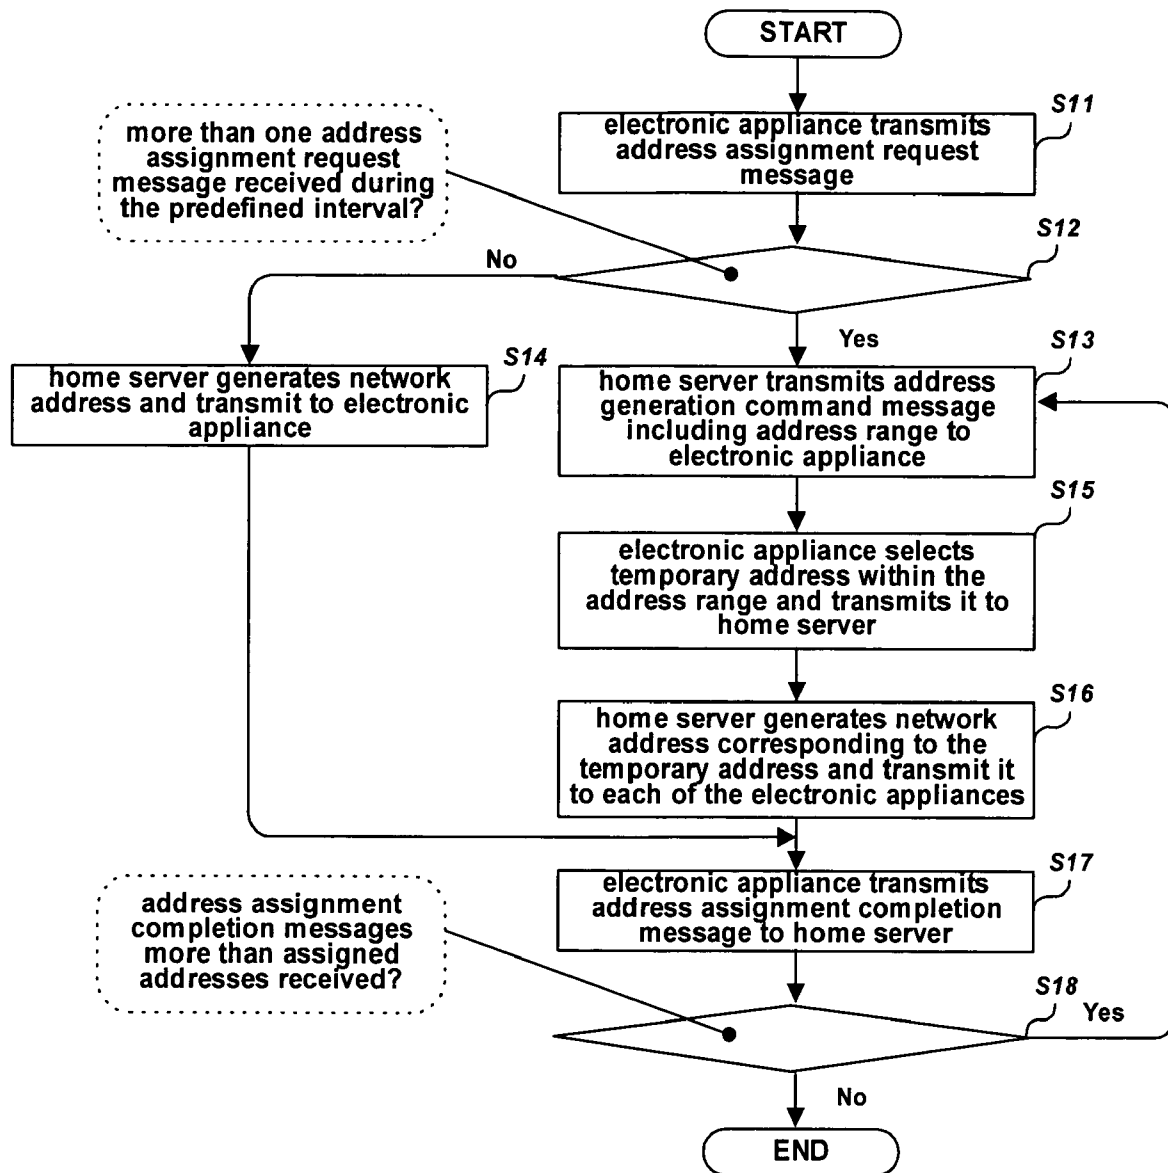 START
S11
electronic appliance transmits
address assignment request
message
more than one address
assignment request
message received during
the predefined interval?
S12
No
Yes
S14
home server generates network
address and transmit to electronic
appliance
S13
home server transmits address
generation command message
including address range to
electronic appliance
S15
electronic appliance selects
temporary address within the
address range and transmits it to
home server
S16
home server generates network
address corresponding to the
temporary address and transmit it
to each of the electronic appliances
S17
electronic appliance transmits
address assignment completion
message to home server
address assignment
completion messages
more than assigned
addresses received?
S18
Yes
No
END